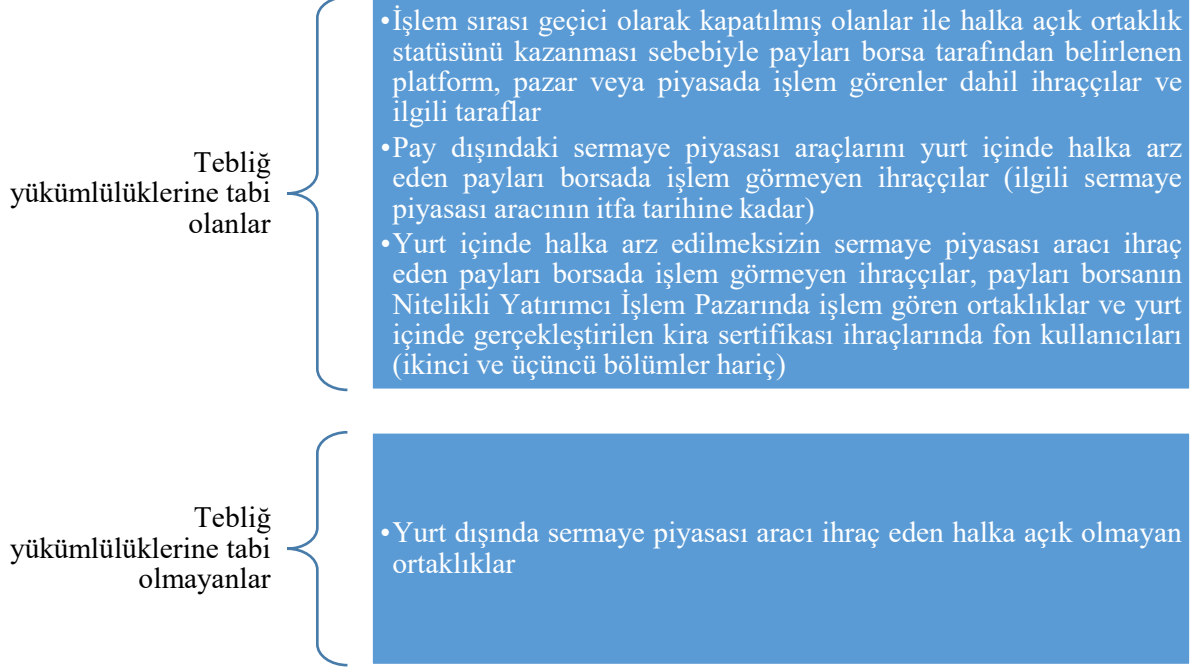 Tebliğ
yükümlülüklerine tabi
olanlar
•İşlem sırası geçici olarak kapatılmış olanlar ile halka açık ortaklık
statüsünü kazanması sebebiyle payları borsa tarafından belirlenen
platform, pazar veya piyasada işlem görenler dahil ihraççılar ve
ilgili taraflar
•Pay dışındaki sermaye piyasası araçlarını yurt içinde halka arz
eden payları borsada işlem görmeyen ihraççılar (ilgili sermaye
piyasası aracının itfa tarihine kadar)
•Yurt içinde halka arz edilmeksizin sermaye piyasası aracı ihraç
eden payları borsada işlem görmeyen ihraççılar, payları borsanın
Nitelikli Yatırımcı İşlem Pazarında işlem gören ortaklıklar ve yurt
içinde gerçekleştirilen kira sertifikası ihraçlarında fon kullanıcıları
(ikinci ve üçüncü bölümler hariç)
Tebliğ
yükümlülüklerine tabi
olmayanlar
•Yurt dışında sermaye piyasası aracı ihraç eden halka açık olmayan
ortaklıklar